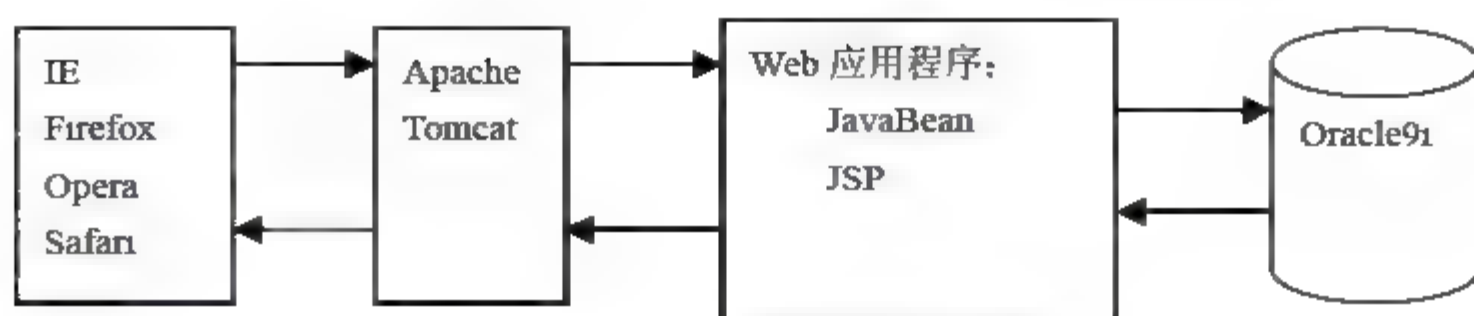 IE
Firefox
Opera
Safari
Apache
Tomcat
Web 应用程序:
JavaBean
JSP
Oracle9i